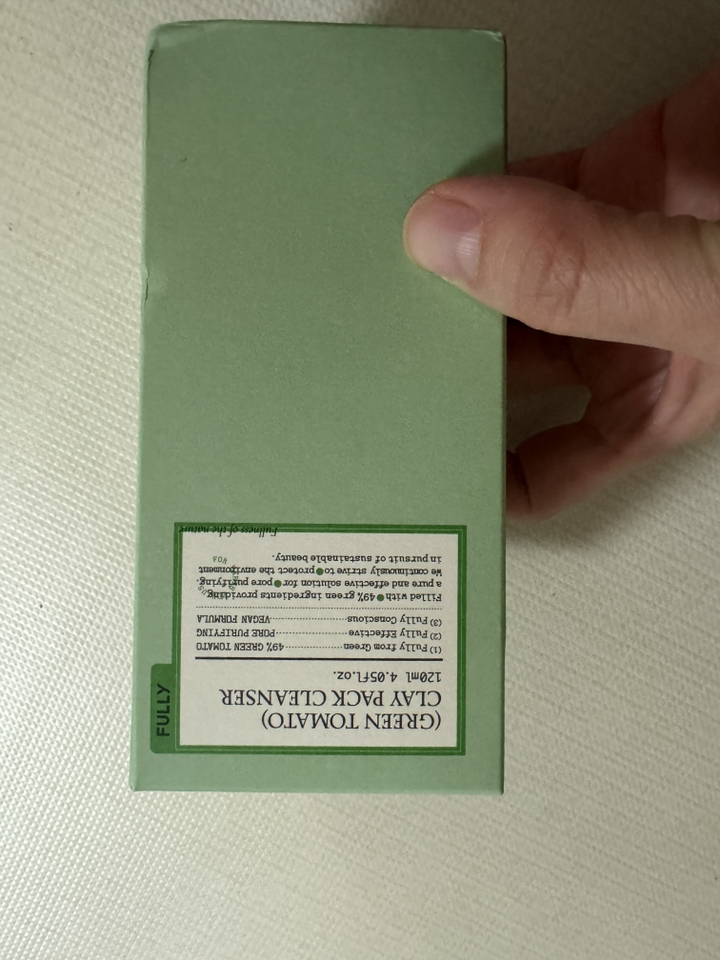 FULLY
(GREEN TOMATO)
CLAY PACK CLEANSER
120ml 4.05fl.oz.
(1) Fully from Green 49% GREEN TOMATO
(2) Fully Effective PORE PURIFYING
(3) Fully Conscious VEGAN FORMULA
Filled with ● 49% green ingredients providing
a pure and effective solution for ● pore purifying.
We continuously strive to ● protect the environment
in pursuit of sustainable beauty.
Fullness of the nature